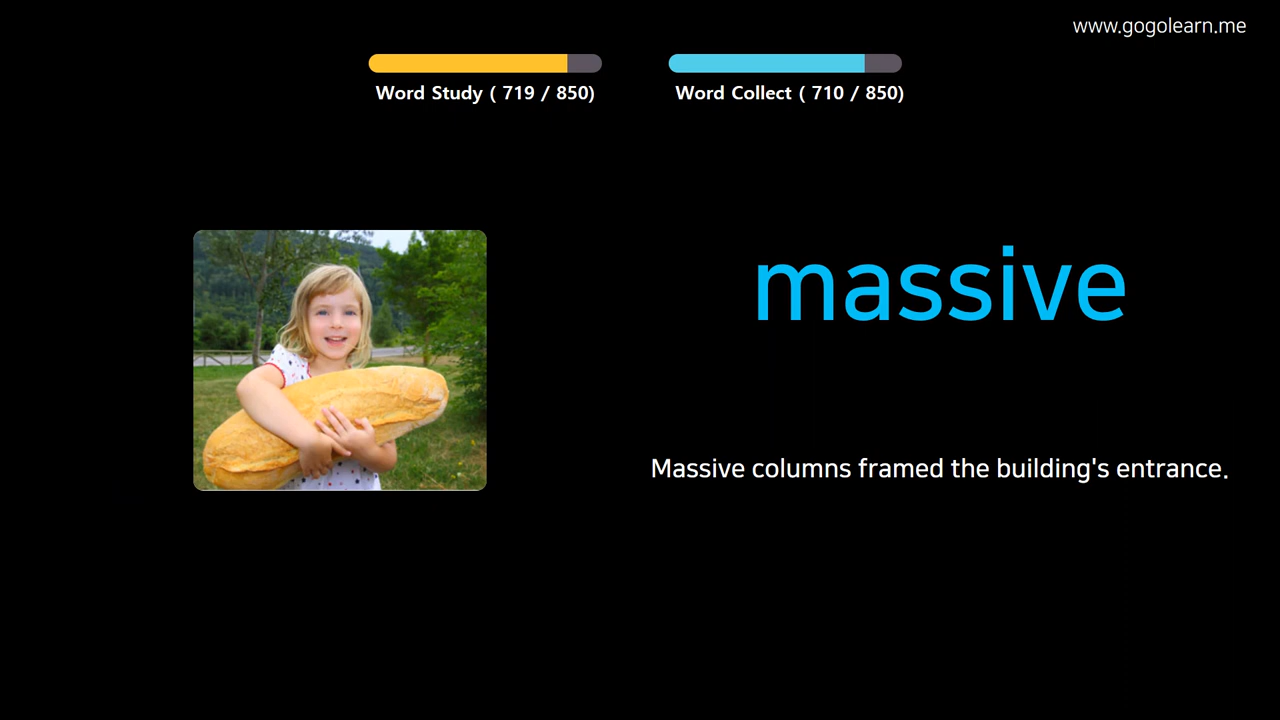 www.gogolearn.me
Word Study ( 719 / 850)
Word Collect ( 710 / 850)
massive
Massive columns framed the building's entrance.